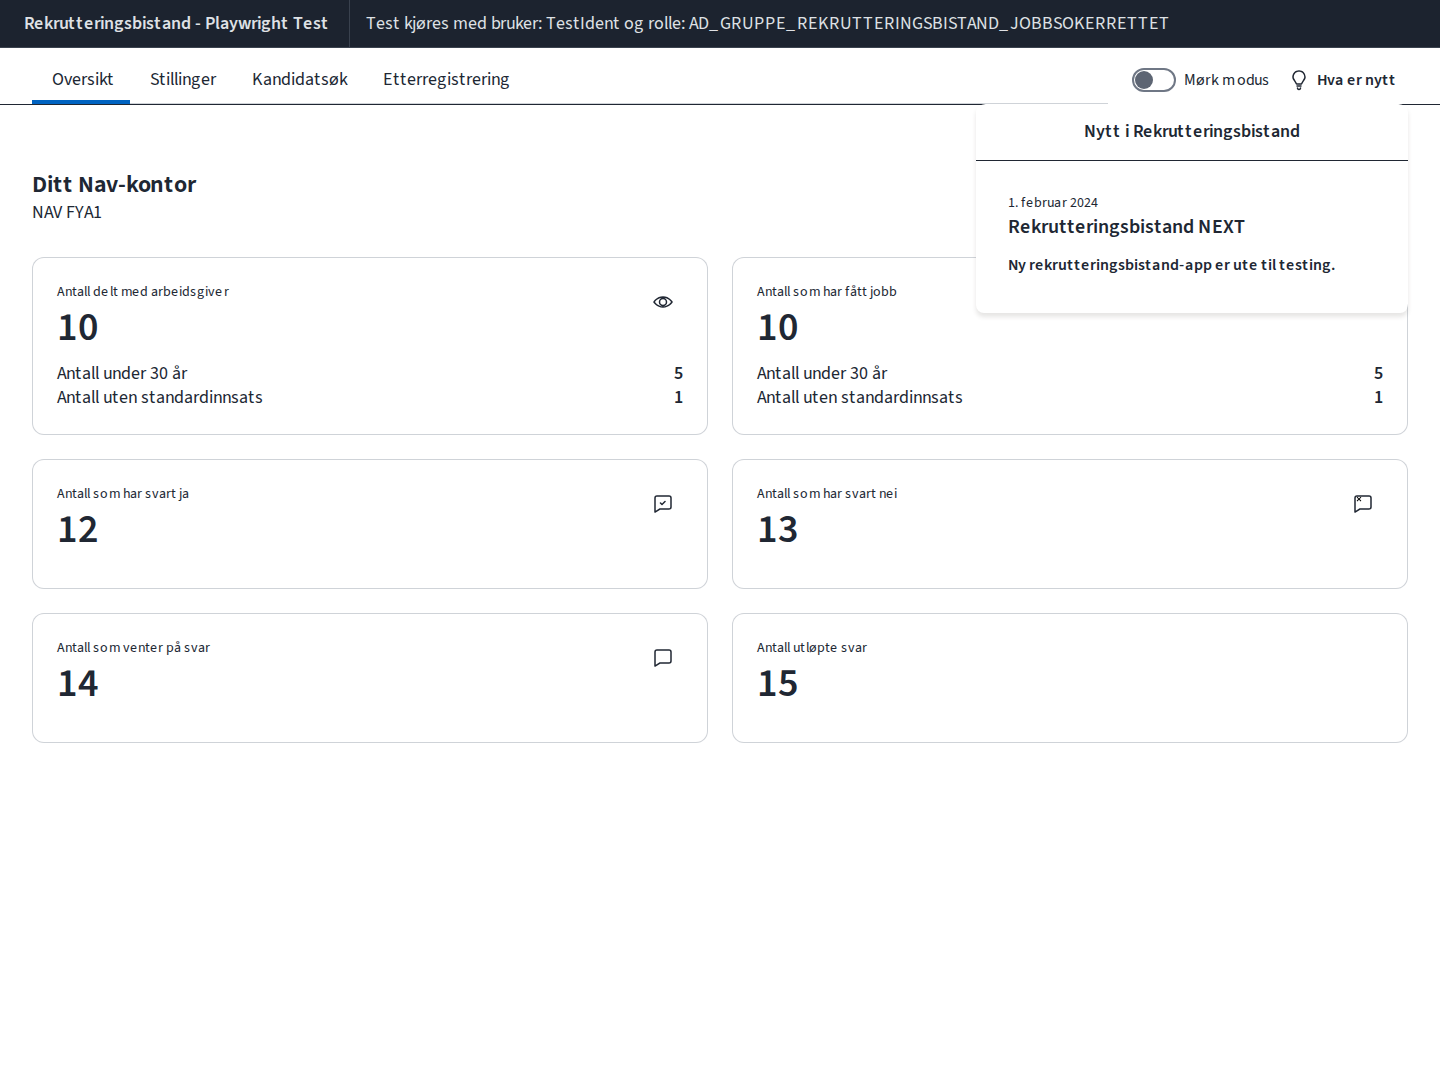 Rekrutteringsbistand - Playwright Test
Test kjøres med bruker: TestIdent og rolle: AD_GRUPPE_REKRUTTERINGSBISTAND_JOBBSOKERRETTET
Oversikt
Stillinger
Kandidatsøk
Etterregistrering
Mørk modus
Hva er nytt
Nytt i Rekrutteringsbistand
1. februar 2024
Rekrutteringsbistand NEXT
Ny rekrutteringsbistand-app er ute til testing.
Ditt Nav-kontor
NAV FYA1
Antall delt med arbeidsgiver
10
Antall under 30 år 5
Antall uten standardinnsats 1
Antall som har fått jobb
10
Antall under 30 år 5
Antall uten standardinnsats 1
Antall som har svart ja
12
Antall som har svart nei
13
Antall som venter på svar
14
Antall utløpte svar
15